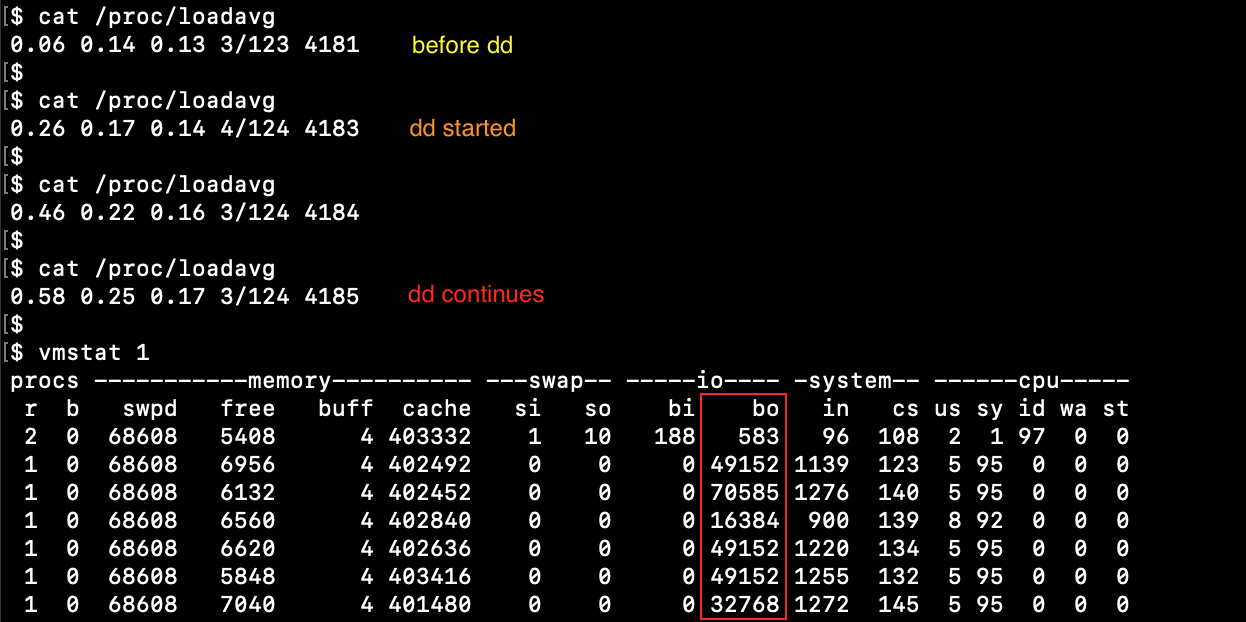 [$ cat /proc/loadavg
0.06 0.14 0.13 3/123 4181 before dd
[$
[$ cat /proc/loadavg
0.26 0.17 0.14 4/124 4183 dd started
[$
[$ cat /proc/loadavg
0.46 0.22 0.16 3/124 4184
[$
[$ cat /proc/loadavg
0.58 0.25 0.17 3/124 4185 dd continues
[$
[$ vmstat 1
procs -----------memory---------- ---swap-- -----io---- -system-- ------cpu-----
 r  b   swpd   free   buff  cache   si   so    bi    bo   in   cs us sy id wa st
 2  0  68608   5408      4 403332    1   10   188   583   96  108  2  1 97  0  0
 1  0  68608   6956      4 402492    0    0     0 49152 1139  123  5 95  0  0  0
 1  0  68608   6132      4 402452    0    0     0 70585 1276  140  5 95  0  0  0
 1  0  68608   6560      4 402840    0    0     0 16384  900  139  8 92  0  0  0
 1  0  68608   6620      4 402636    0    0     0 49152 1220  134  5 95  0  0  0
 1  0  68608   5848      4 403416    0    0     0 49152 1255  132  5 95  0  0  0
 1  0  68608   7040      4 401480    0    0     0 32768 1272  145  5 95  0  0  0